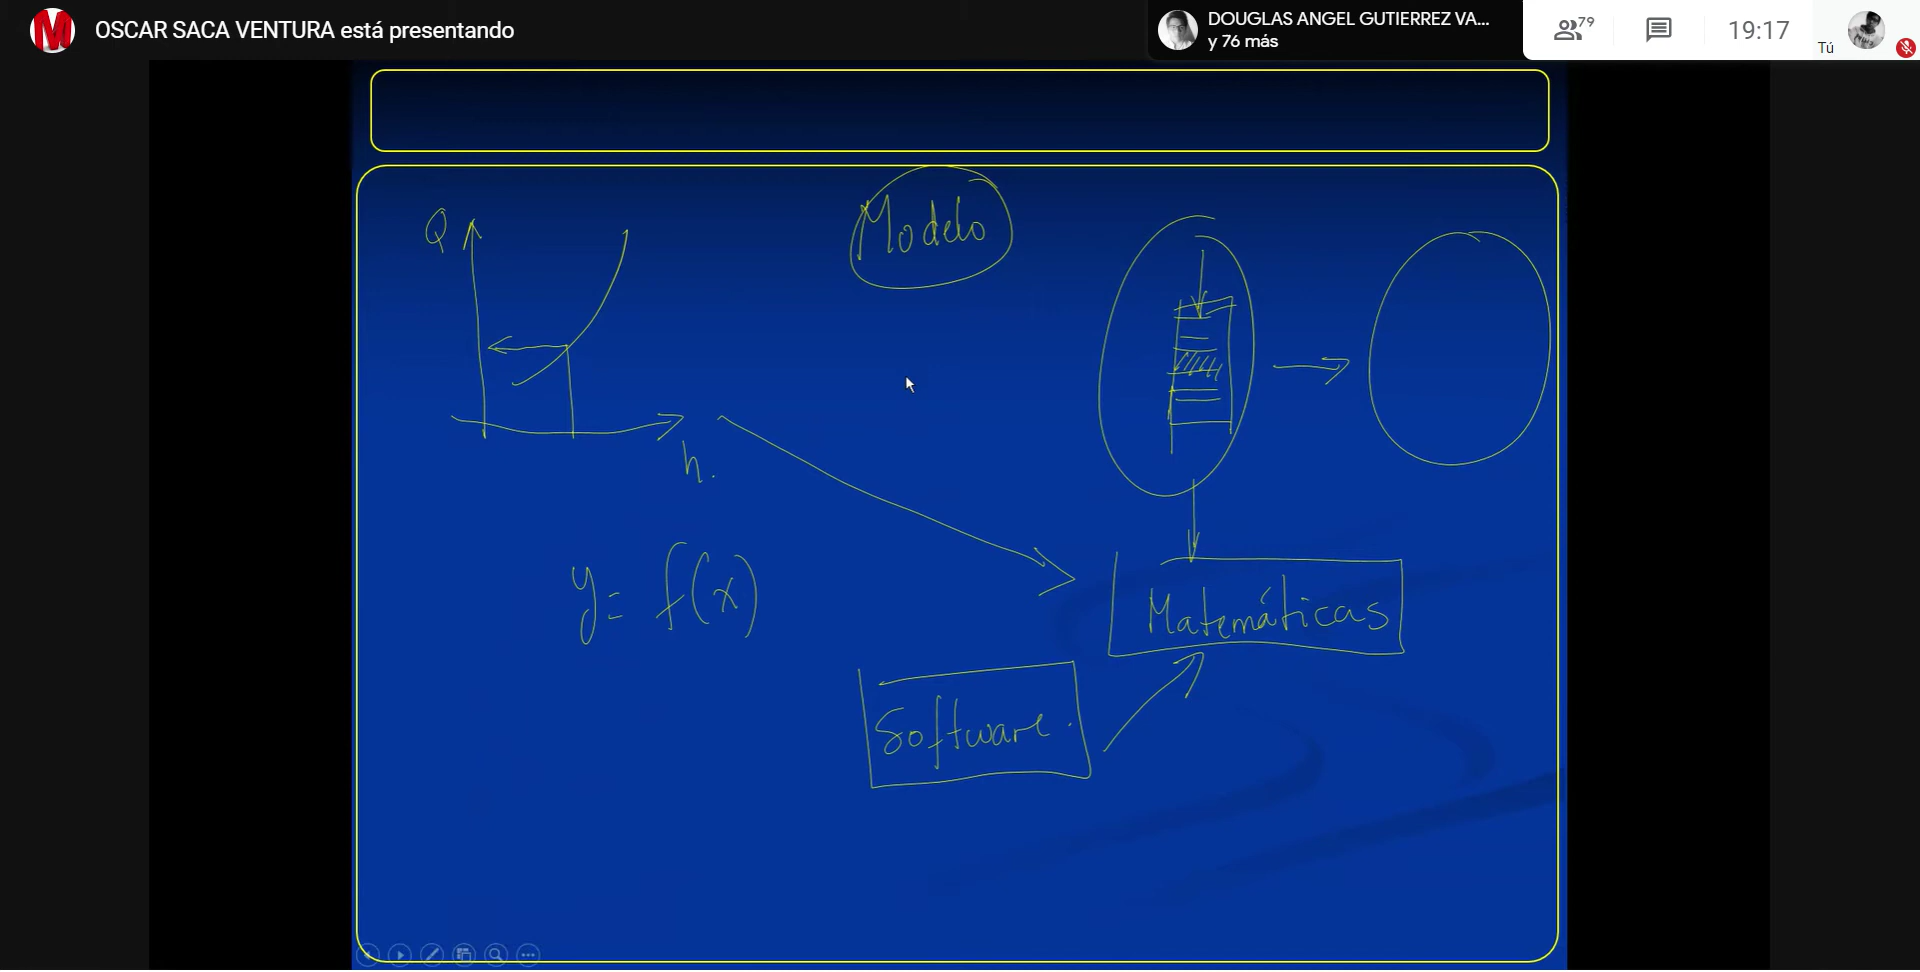 OSCAR SACA VENTURA está presentando
DOUGLAS ANGEL GUTIERREZ VA...
y 76 más
79
19:17
Tú
Modelo
Q
h.
y = f(x)
Matemáticas
Software.